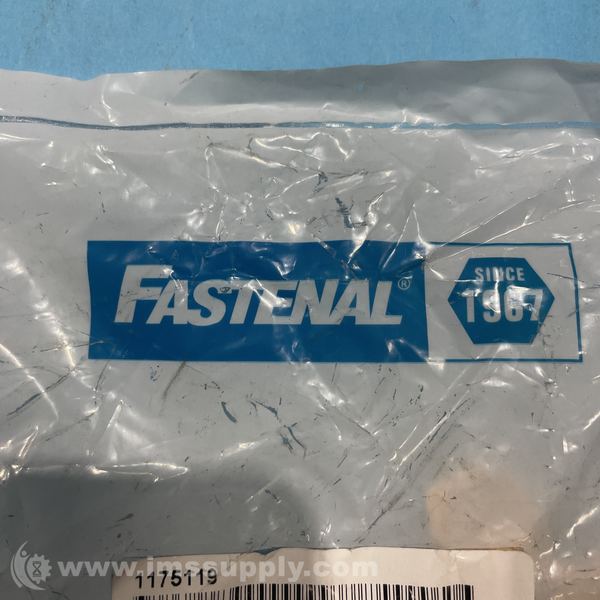 FASTENAL®
SINCE
1967
1175119
www.imssupply.com